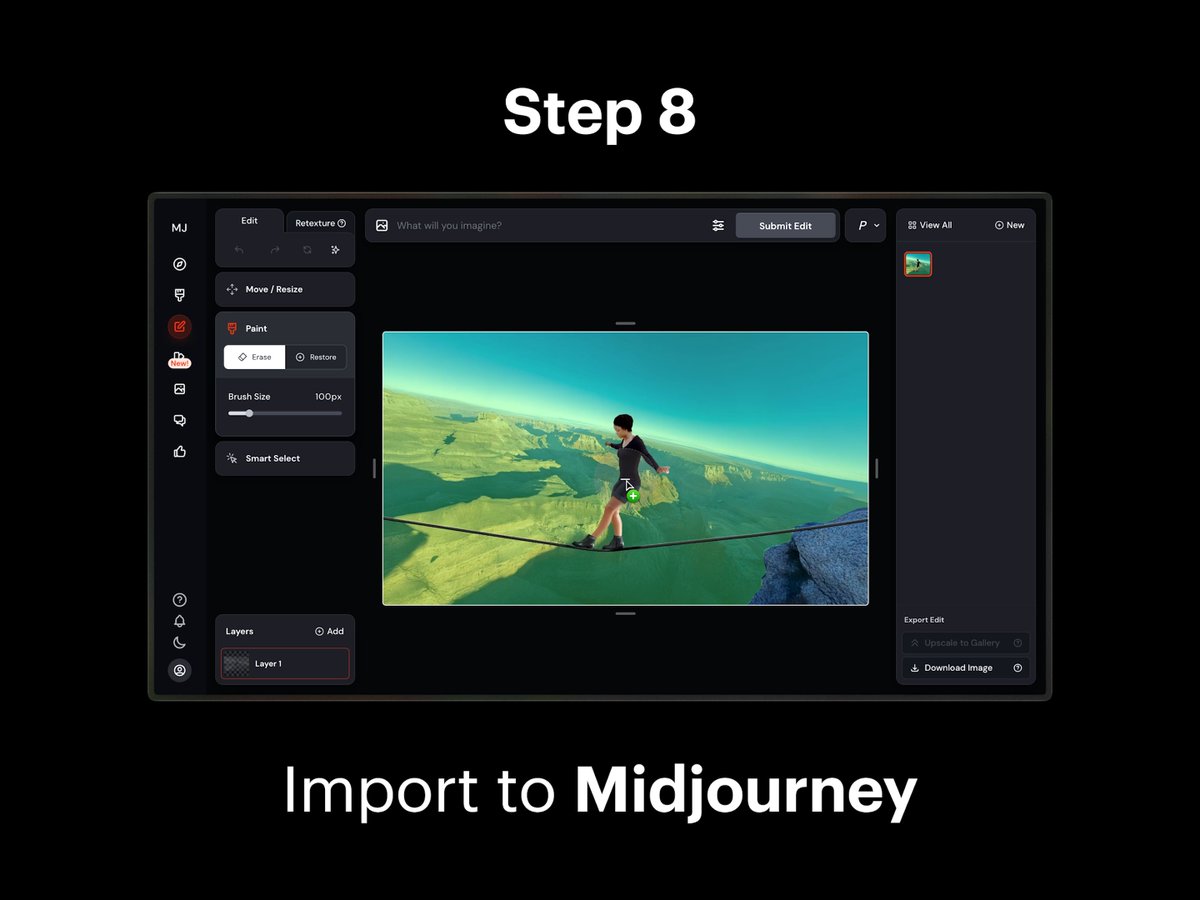 Step 8
MJ
Edit
Retexture
What will you imagine?
Submit Edit
P
View All
New
Move / Resize
Paint
Erase
Restore
Brush Size 100px
Smart Select
New!
Layers
Add
Layer 1
Export Edit
Upscale to Gallery
Download Image
Import to Midjourney